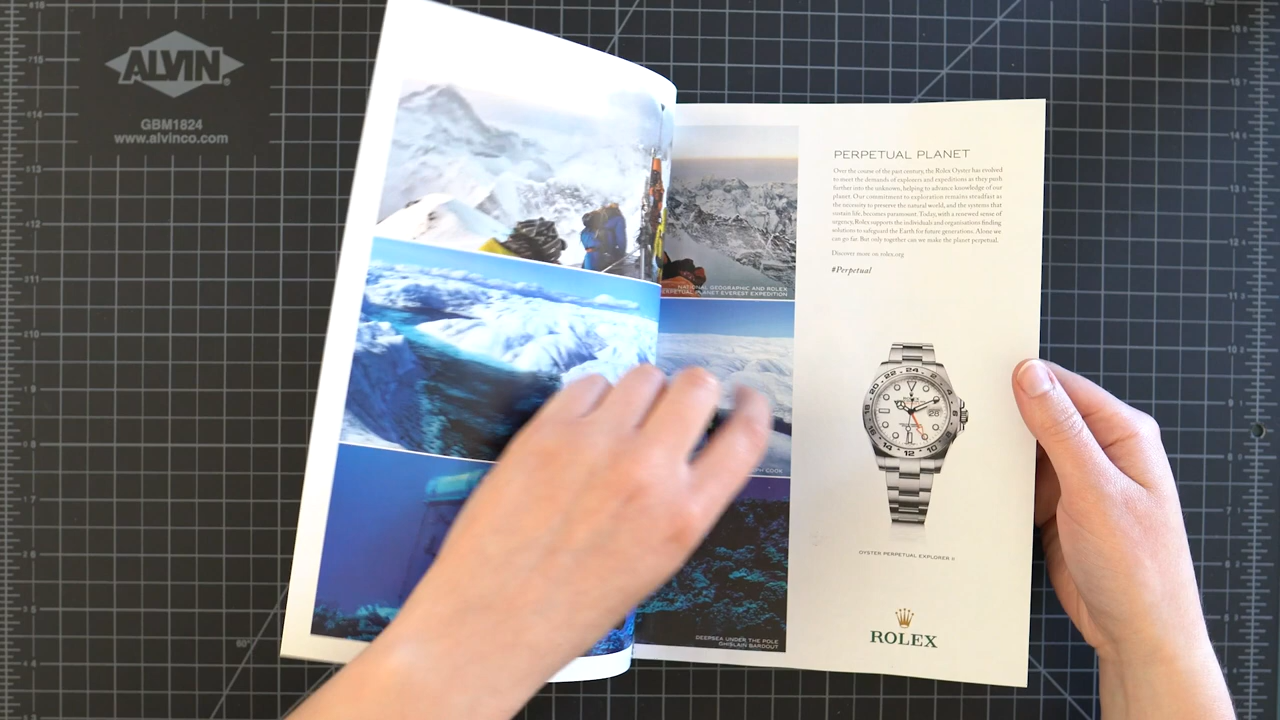 ALVIN
GBM1824
www.alvinco.com
PERPETUAL PLANET
Over the course of the past century, the Rolex Oyster has evolved
to meet the demands of explorers and expeditions as they push
further into the unknown, helping to advance knowledge of our
planet. Our commitment to exploration remains steadfast as
the necessity to preserve the natural world, and the systems that
sustain life, becomes paramount. Today, with a renewed sense of
urgency, Rolex supports the individuals and organisations finding
solutions to safeguard the Earth for future generations. Alone we
can go far. But only together can we make the planet perpetual.
Discover more on rolex.org
#Perpetual
NATIONAL GEOGRAPHIC AND ROLEX
PERPETUAL PLANET EVEREST EXPEDITION
COOK
DEEPSEA UNDER THE POLE
GHISLAIN BARDOUT
OYSTER PERPETUAL EXPLORER II
ROLEX